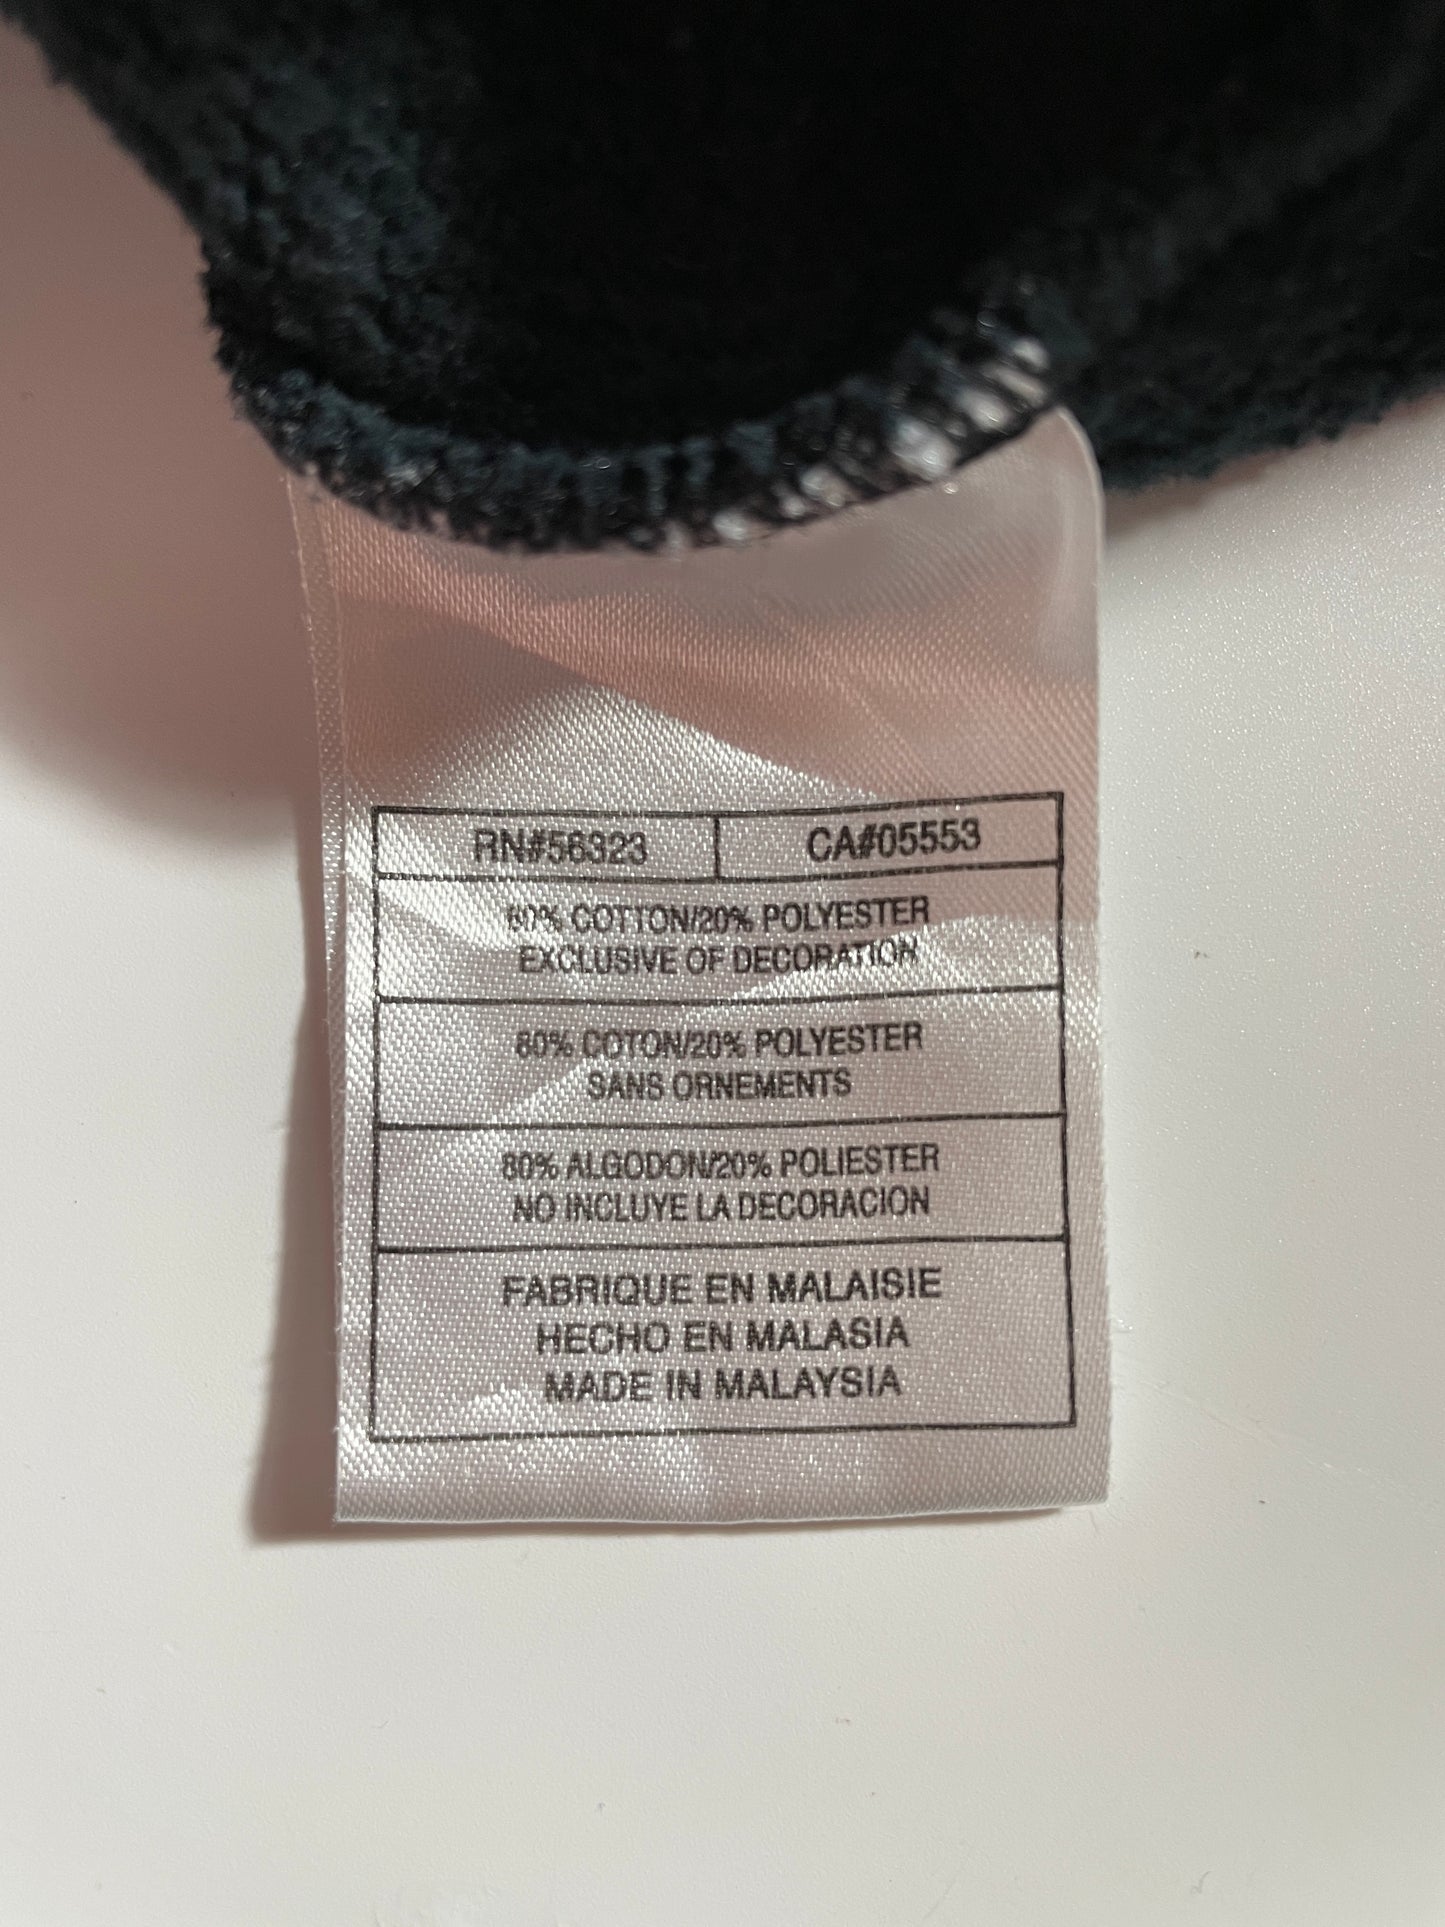 RN#56323 CA#05553
80% COTTON/20% POLYESTER
EXCLUSIVE OF DECORATION
80% COTON/20% POLYESTER
SANS ORNEMENTS
80% ALGODON/20% POLIESTER
NO INCLUYE LA DECORACION
FABRIQUE EN MALAISIE
HECHO EN MALASIA
MADE IN MALAYSIA